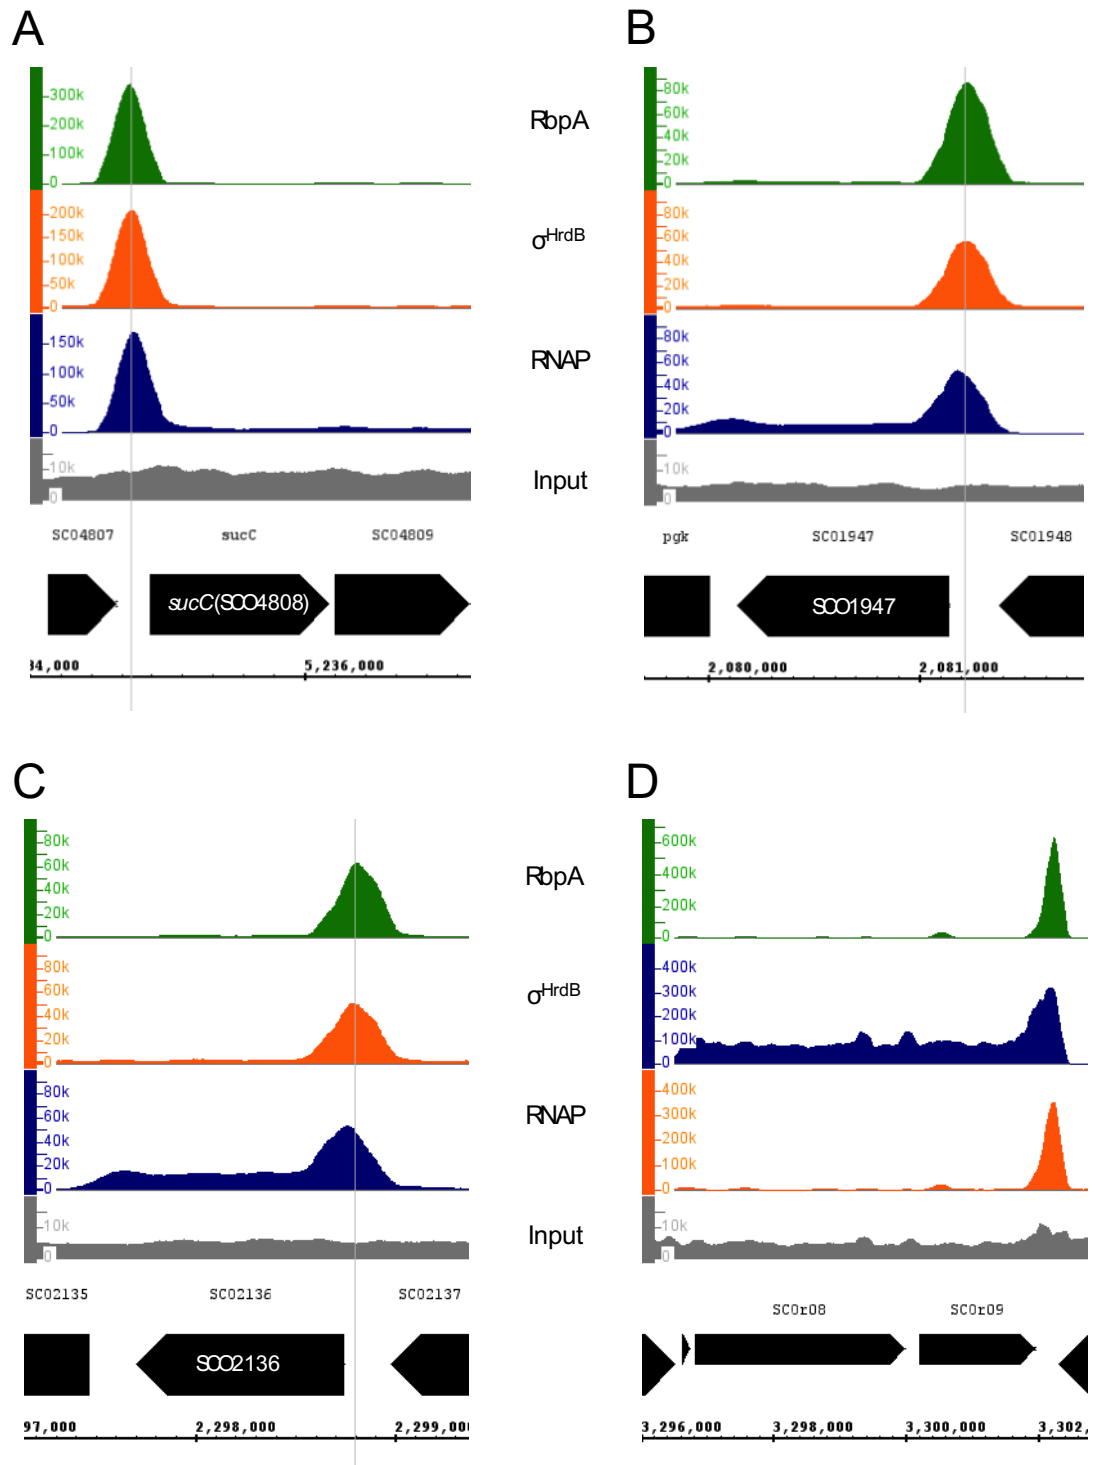 A
B
300k
200k
100k
0
RbpA
80k
60k
40k
20k
0
200k
150k
100k
50k
0
σHrdB
80k
60k
40k
20k
0
150k
100k
50k
0
RNAP
80k
60k
40k
20k
0
10k
0
Input
10k
0
SCO4807 sucC SCO4809
pgk SCO1947 SCO1948
sucC(SCO4808)
SCO1947
34,000 5,236,000
2,080,000 2,081,000
C
D
80k
60k
40k
20k
0
RbpA
600k
400k
200k
0
80k
60k
40k
20k
0
σHrdB
400k
300k
200k
100k
0
80k
60k
40k
20k
0
RNAP
400k
300k
200k
100k
0
10k
0
Input
10k
0
SCO2135 SCO2136 SCO2137
SCOr08 SCOr09
SCO2136
97,000 2,298,000 2,299,0
3,296,000 3,298,000 3,300,000 3,302,